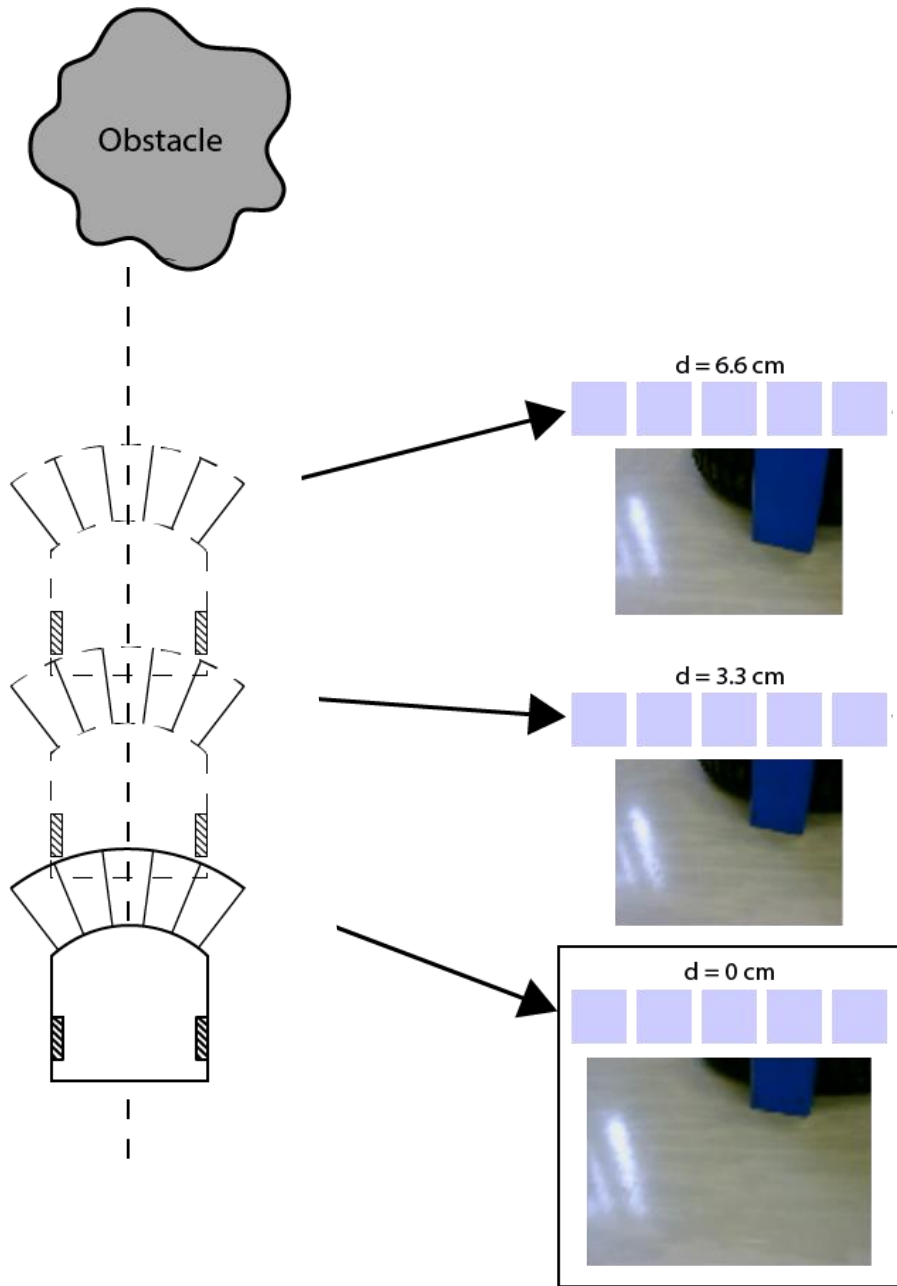 Obstacle
d = 6.6 cm
d = 3.3 cm
d = 0 cm